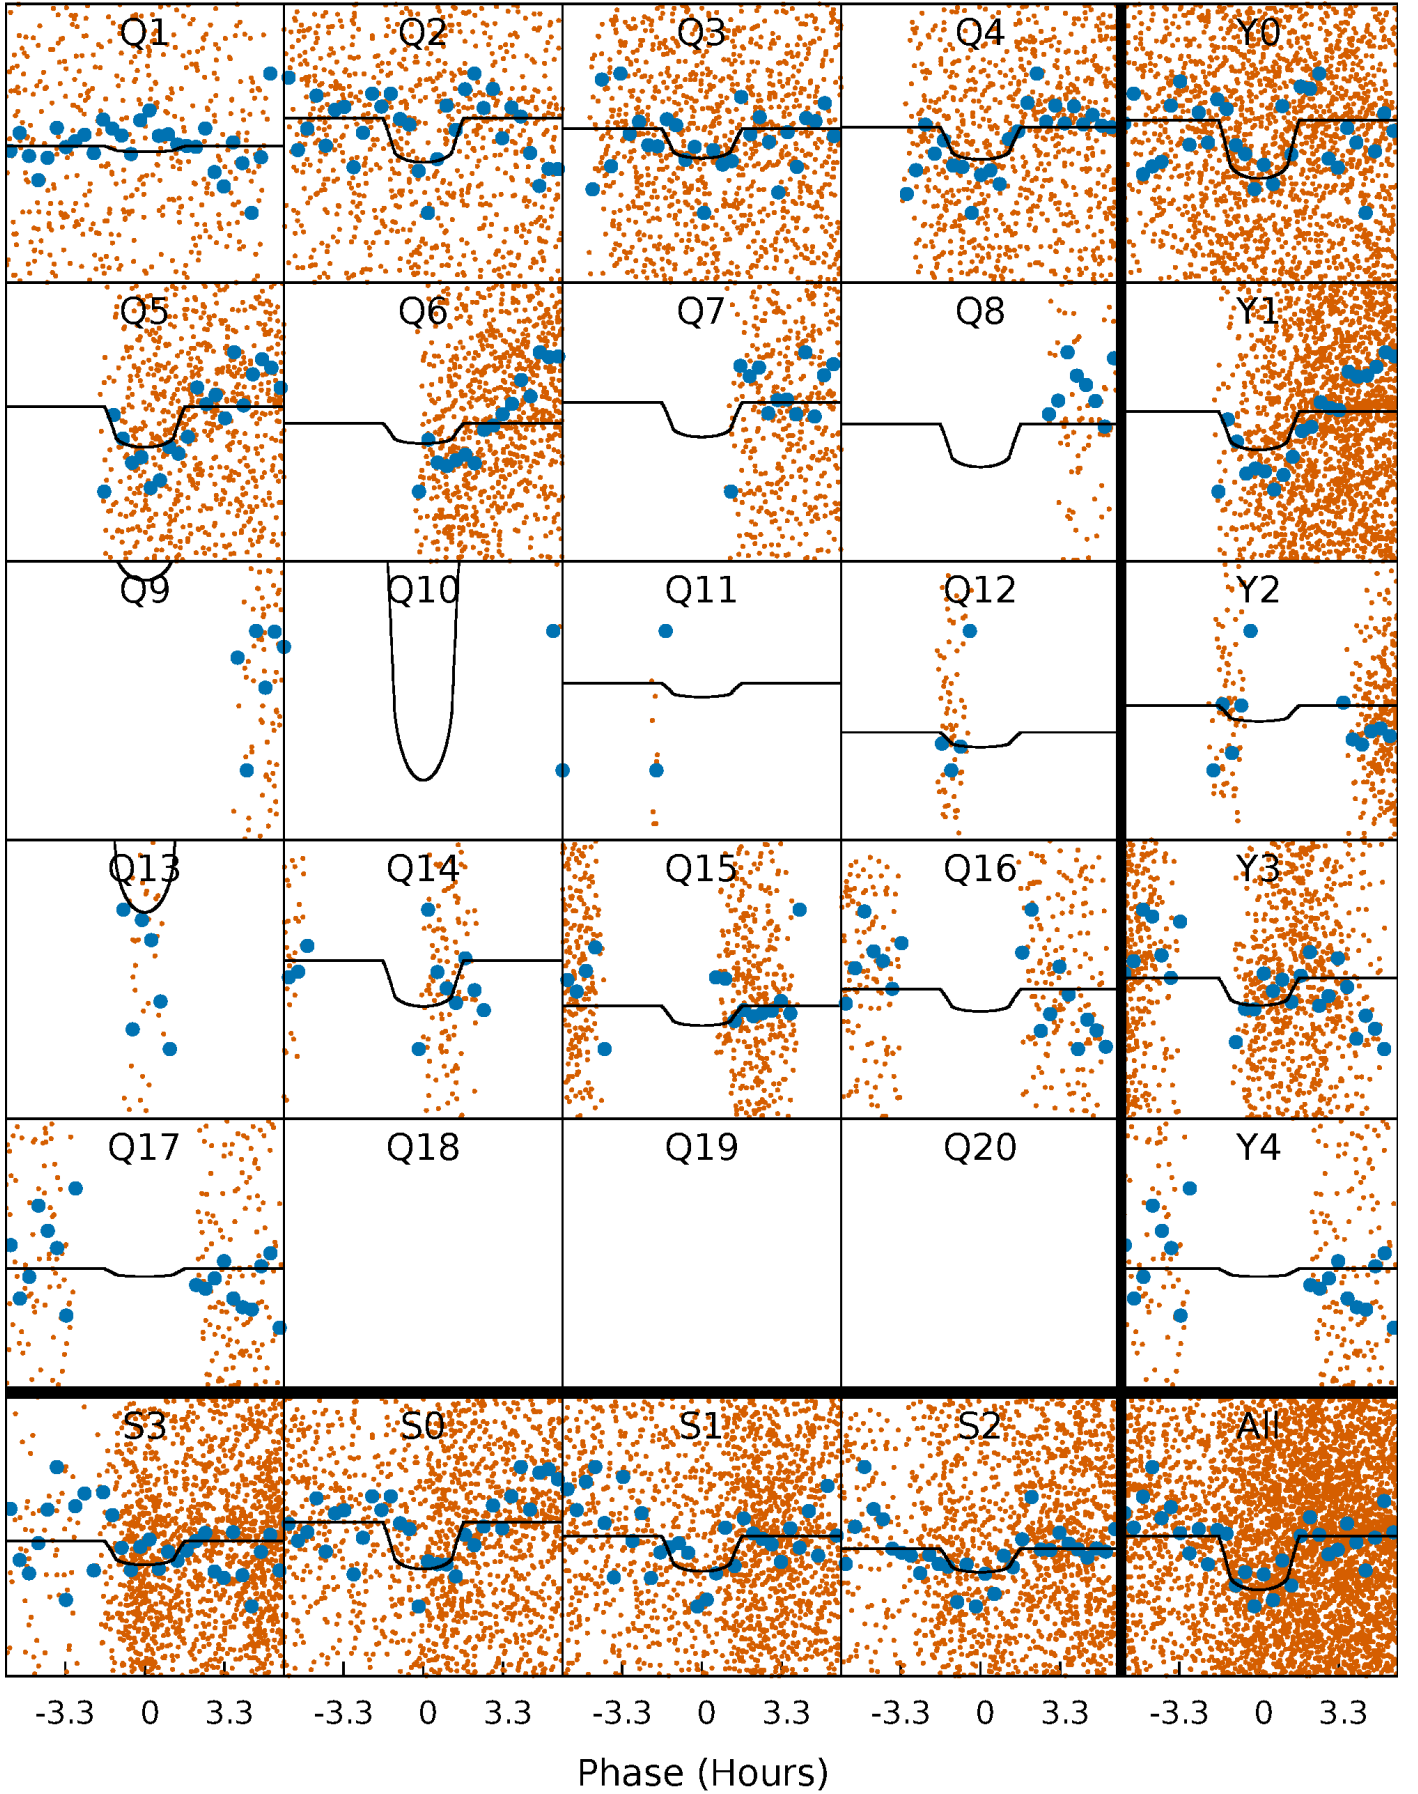 Q1 Q2 Q3 Q4 Y0
Q5 Q6 Q7 Q8 Y1
Q9 Q10 Q11 Q12 Y2
Q13 Q14 Q15 Q16 Y3
Q17 Q18 Q19 Q20 Y4
S3 S0 S1 S2 All
-3.3 0 3.3 -3.3 0 3.3 -3.3 0 3.3 -3.3 0 3.3 -3.3 0 3.3
Phase (Hours)